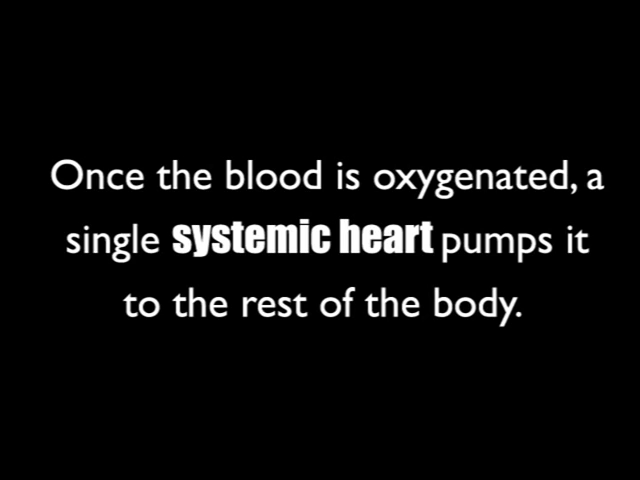 Once the blood is oxygenated, a
single systemic heart pumps it
to the rest of the body.